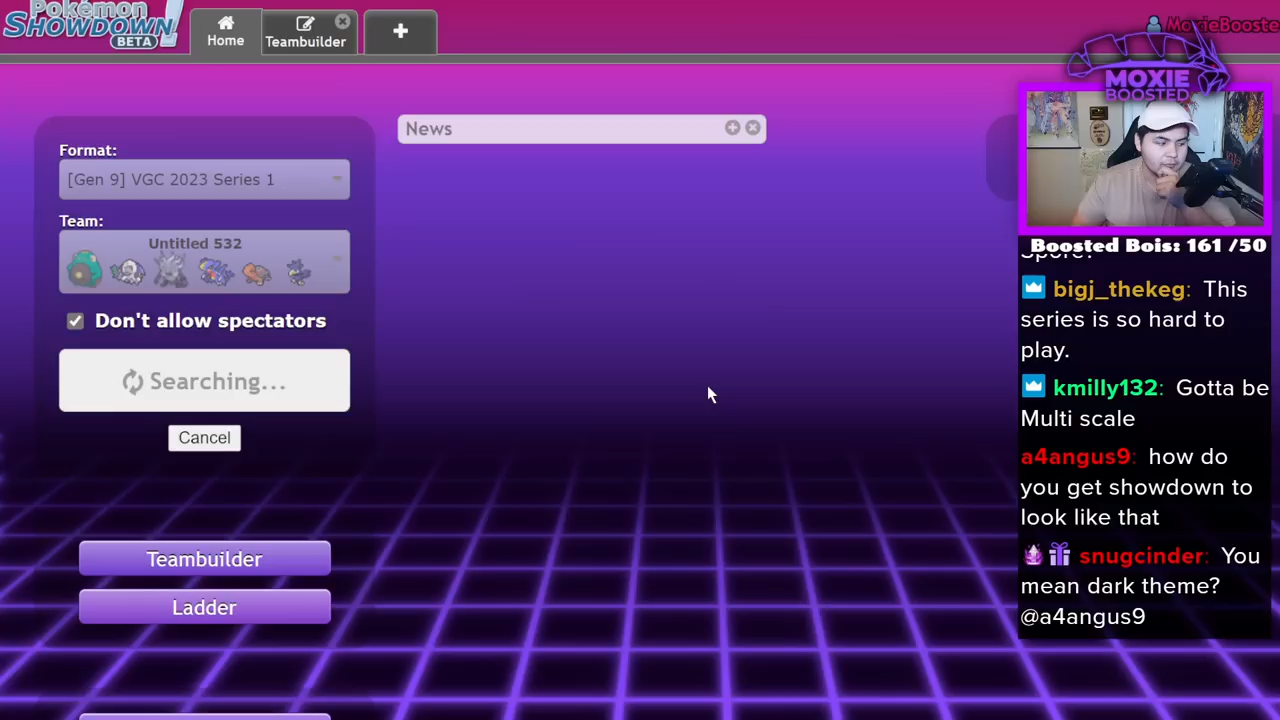 Pokémon
SHOWDOWN!
BETA
Home
Teambuilder
MoxieBooste
MOXIE
BOOSTED
Format:
[Gen 9] VGC 2023 Series 1
Team:
Untitled 532
Don't allow spectators
Searching...
Cancel
Teambuilder
Ladder
News
Boosted Bois: 161 /50
Spore?
bigj_thekeg: This
series is so hard to
play.
kmilly132: Gotta be
Multi scale
a4angus9: how do
you get showdown to
look like that
snugcinder: You
mean dark theme?
@a4angus9